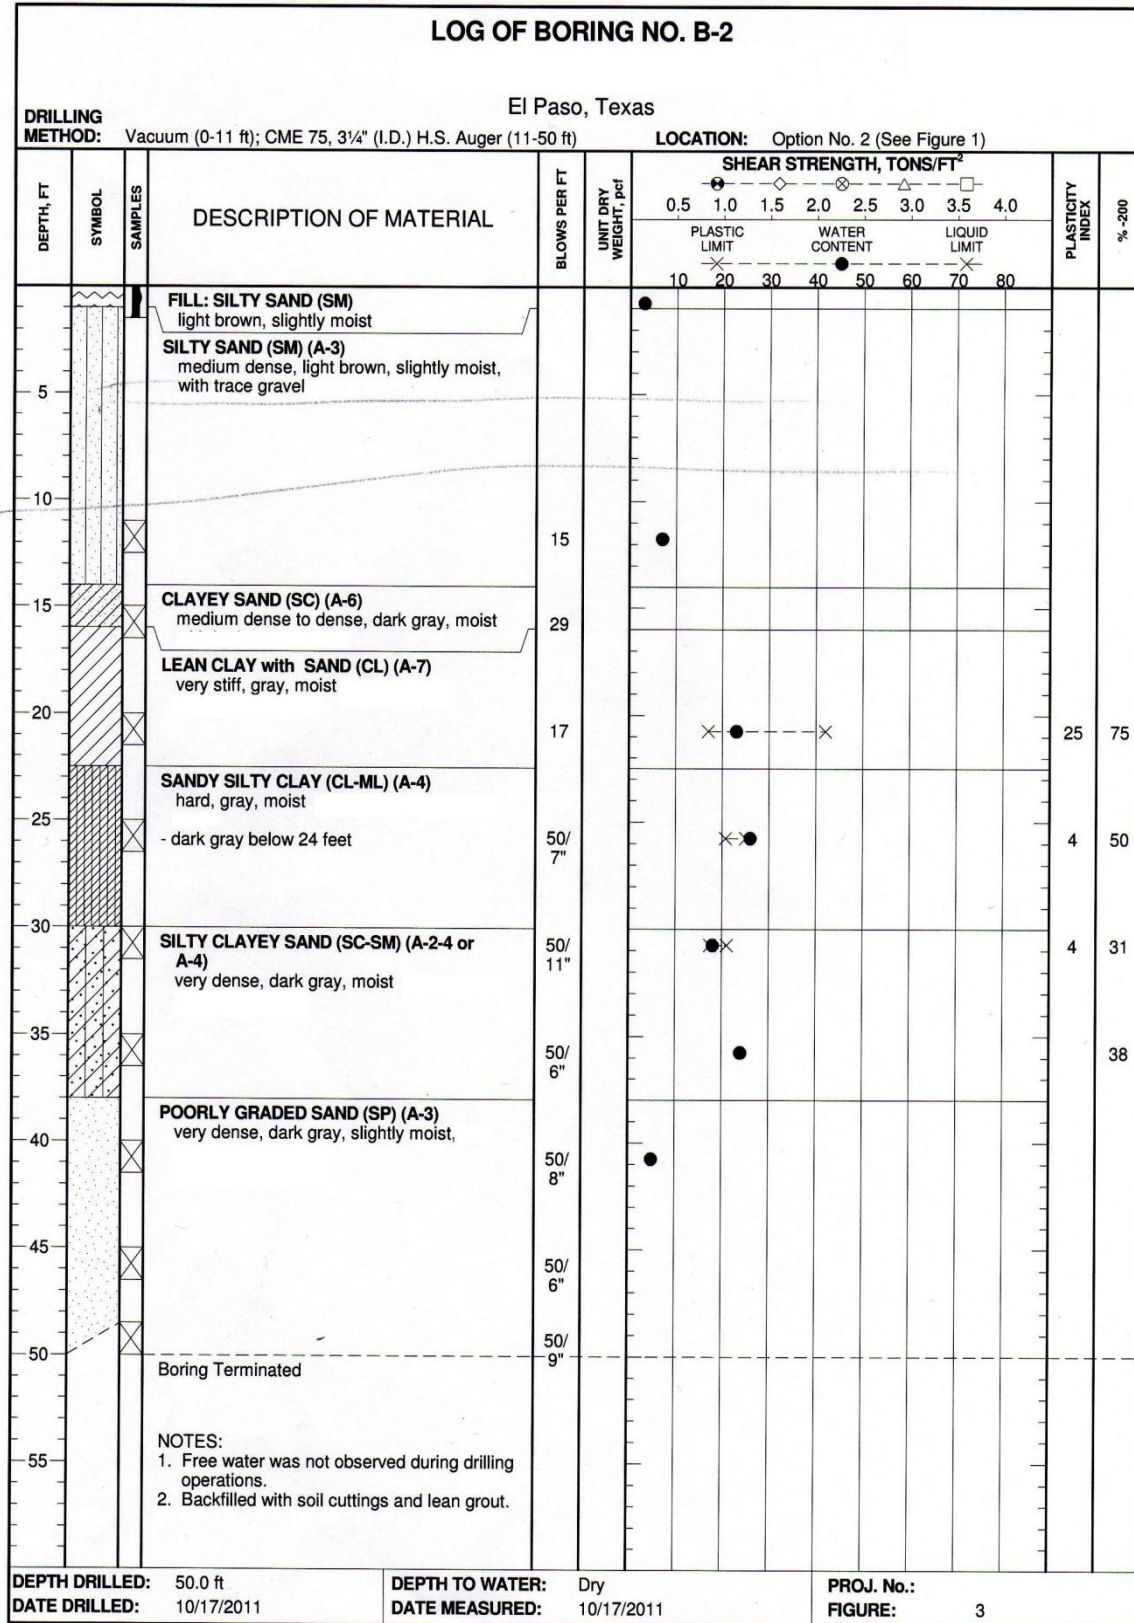 LOG OF BORING NO. B-2
El Paso, Texas
DRILLING
METHOD: Vacuum (0-11 ft); CME 75, 3¼" (I.D.) H.S. Auger (11-50 ft) LOCATION: Option No. 2 (See Figure 1)
DEPTH, FT
SYMBOL
SAMPLES
DESCRIPTION OF MATERIAL
BLOWS PER FT
UNIT DRY
WEIGHT, pcf
SHEAR STRENGTH, TONS/FT²
0.5 1.0 1.5 2.0 2.5 3.0 3.5 4.0
PLASTIC
LIMIT
WATER
CONTENT
LIQUID
LIMIT
10 20 30 40 50 60 70 80
PLASTICITY
INDEX
% -200
FILL: SILTY SAND (SM)
light brown, slightly moist
SILTY SAND (SM) (A-3)
medium dense, light brown, slightly moist,
with trace gravel
5
10
15
15
CLAYEY SAND (SC) (A-6)
medium dense to dense, dark gray, moist
29
LEAN CLAY with SAND (CL) (A-7)
very stiff, gray, moist
20
17 25 75
SANDY SILTY CLAY (CL-ML) (A-4)
hard, gray, moist
25
- dark gray below 24 feet
50/
7"
4 50
30
SILTY CLAYEY SAND (SC-SM) (A-2-4 or
A-4)
very dense, dark gray, moist
50/
11"
4 31
35
50/
6"
38
POORLY GRADED SAND (SP) (A-3)
very dense, dark gray, slightly moist,
40
50/
8"
45
50/
6"
50/
9"
50
Boring Terminated
NOTES:
55
1. Free water was not observed during drilling
operations.
2. Backfilled with soil cuttings and lean grout.
DEPTH DRILLED: 50.0 ft DEPTH TO WATER: Dry PROJ. No.:
DATE DRILLED: 10/17/2011 DATE MEASURED: 10/17/2011 FIGURE: 3